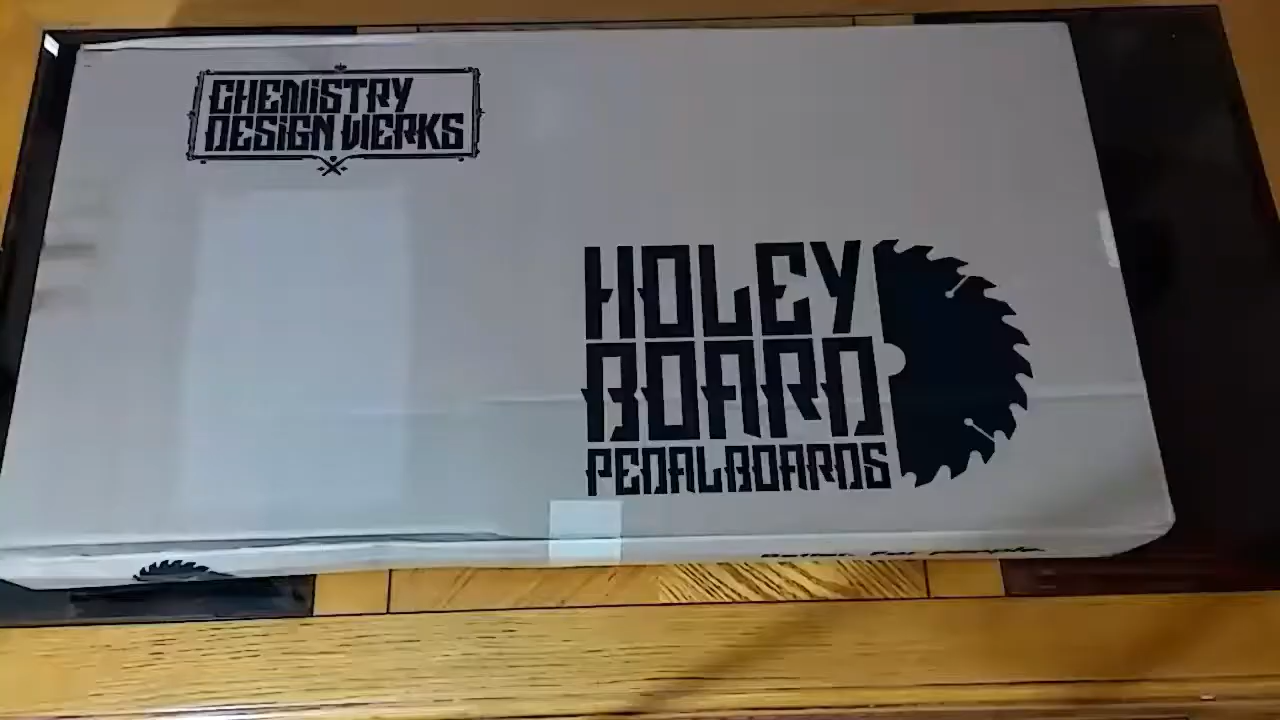 CHEMISTRY
DESIGN WERKS
HOLEY
BOARD
PEDALBOARDS